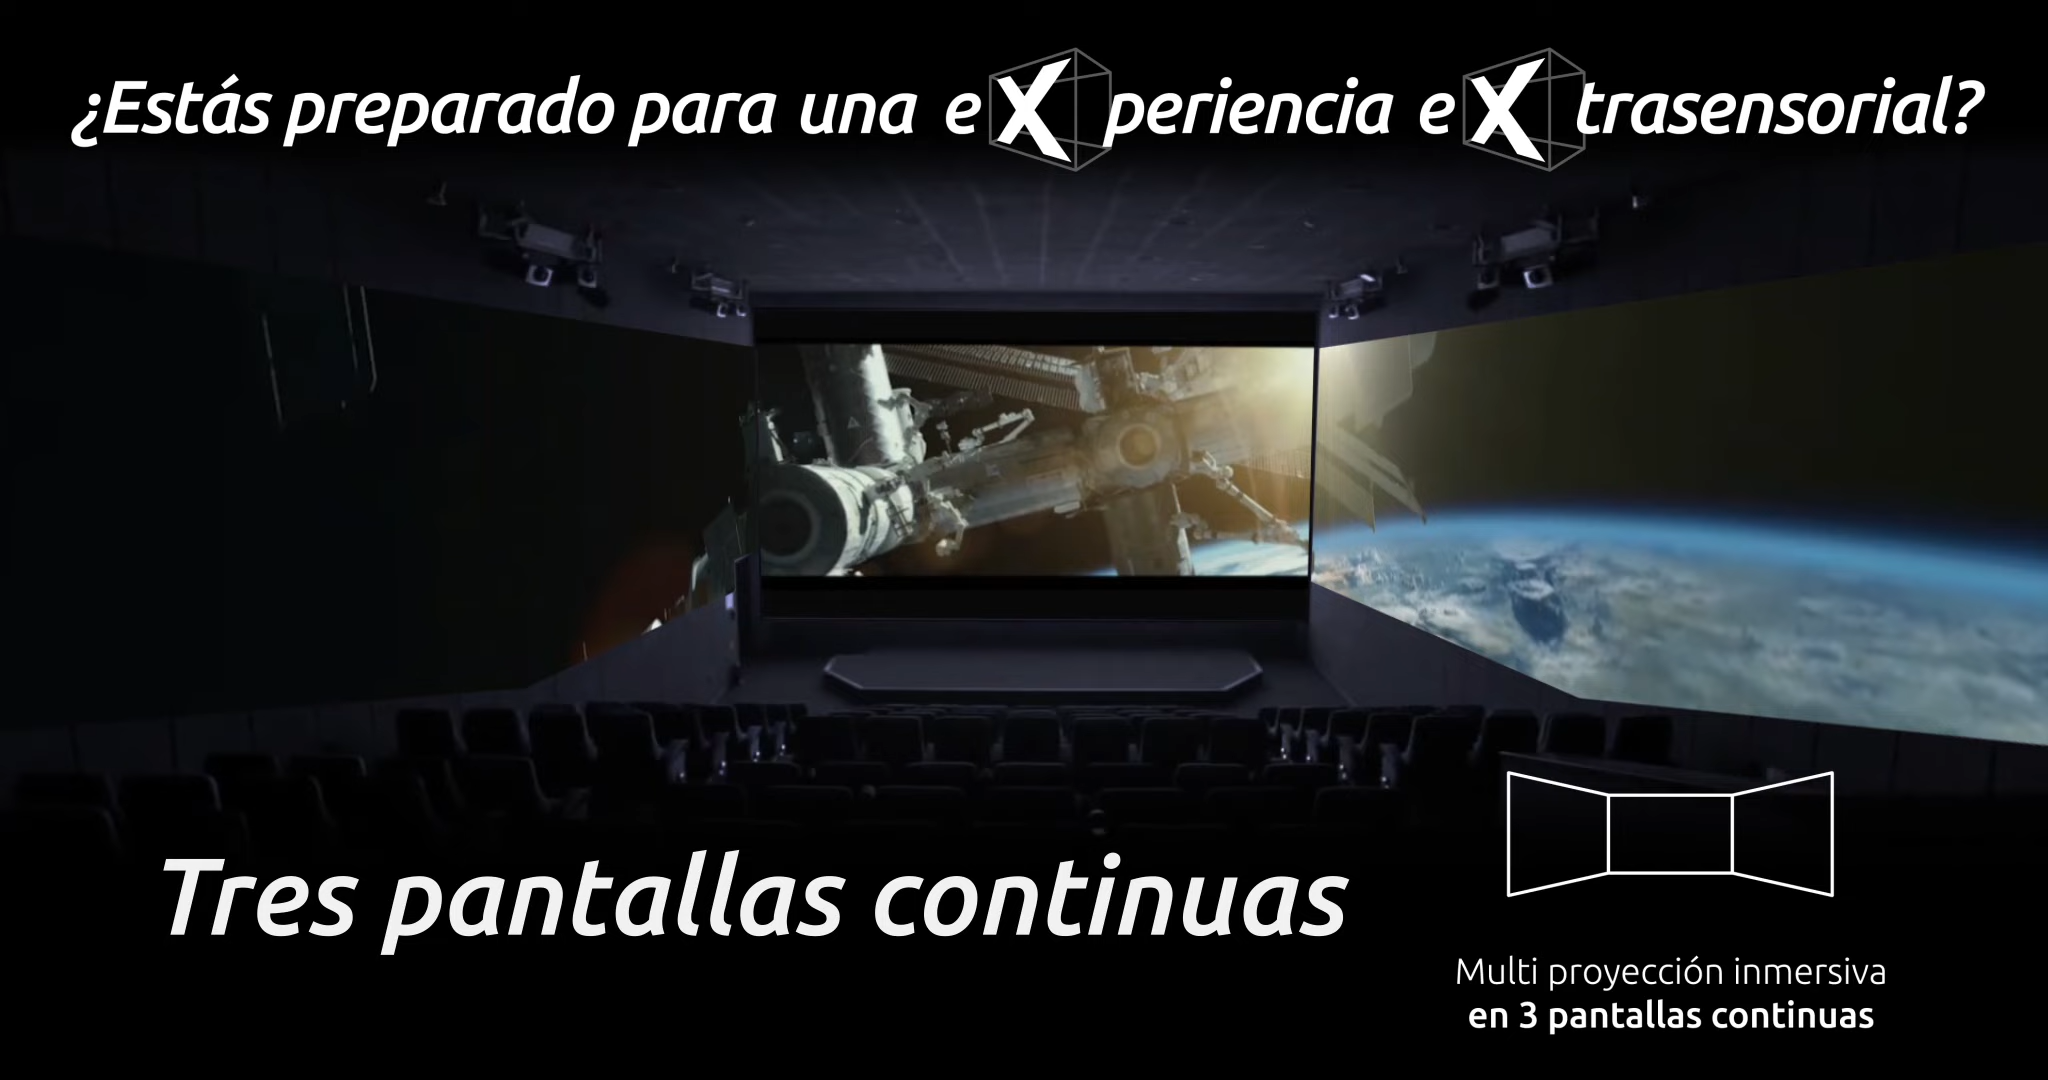 ¿Estás preparado para una eXperiencia eXtrasensorial?
Tres pantallas continuas
Multi proyección inmersiva
en 3 pantallas continuas